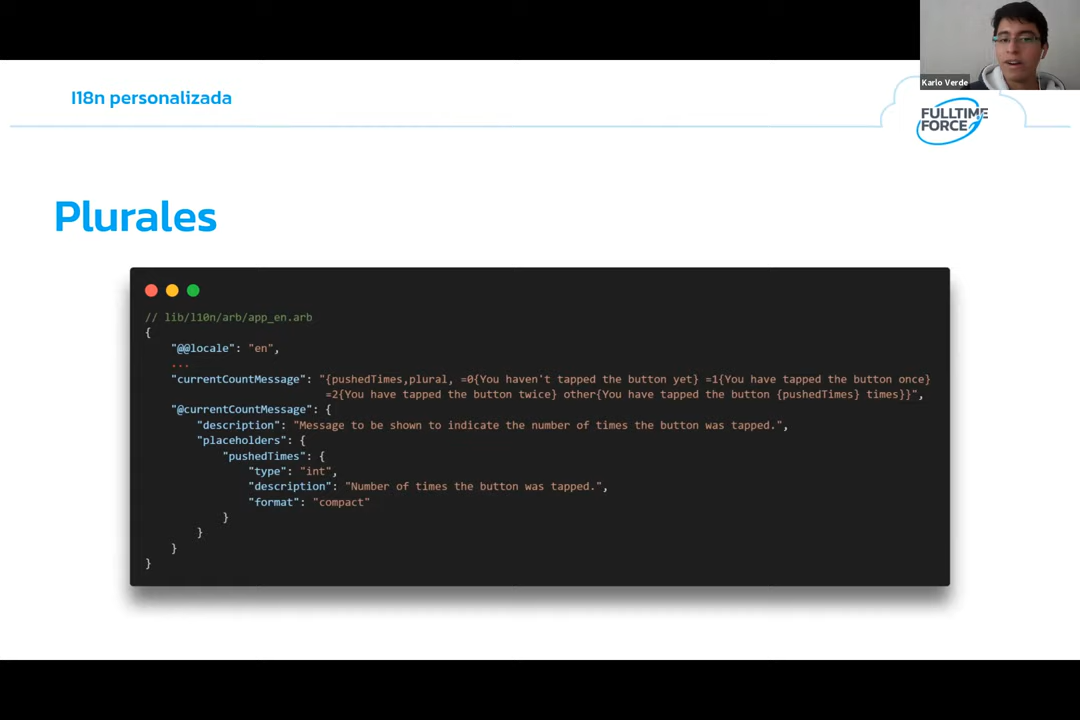 Karlo Verde
I18n personalizada
FULLTIME
FORCE
Plurales
// lib/l10n/arb/app_en.arb
{
"@@locale": "en",
...
"currentCountMessage": "{pushedTimes,plural, =0{You haven't tapped the button yet} =1{You have tapped the button once}
=2{You have tapped the button twice} other{You have tapped the button {pushedTimes} times}}",
"@currentCountMessage": {
"description": "Message to be shown to indicate the number of times the button was tapped.",
"placeholders": {
"pushedTimes": {
"type": "int",
"description": "Number of times the button was tapped.",
"format": "compact"
}
}
}
}